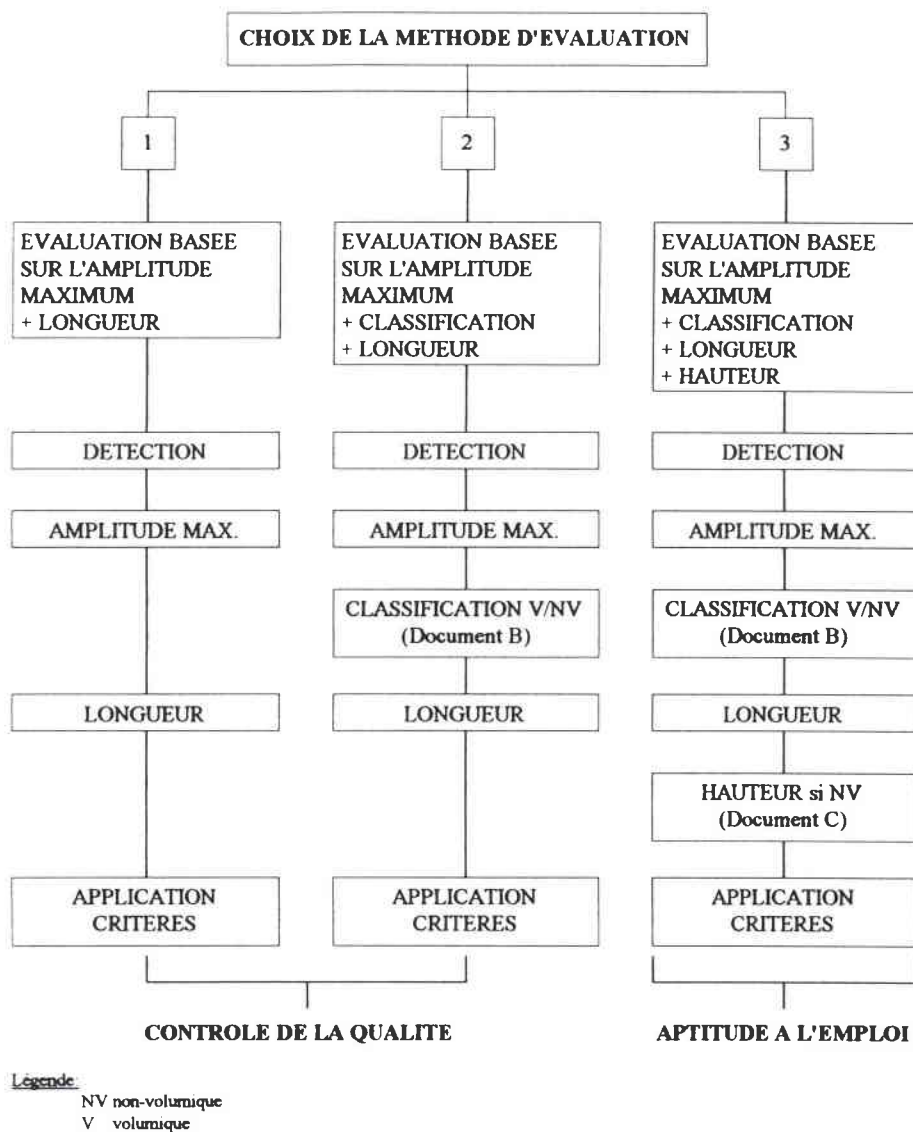 CHOIX DE LA METHODE D'EVALUATION
1
2
3
EVALUATION BASEE
SUR L'AMPLITUDE
MAXIMUM
+ LONGUEUR
EVALUATION BASEE
SUR L'AMPLITUDE
MAXIMUM
+ CLASSIFICATION
+ LONGUEUR
EVALUATION BASEE
SUR L'AMPLITUDE
MAXIMUM
+ CLASSIFICATION
+ LONGUEUR
+ HAUTEUR
DETECTION
DETECTION
DETECTION
AMPLITUDE MAX.
AMPLITUDE MAX.
AMPLITUDE MAX.
CLASSIFICATION V/NV
(Document B)
CLASSIFICATION V/NV
(Document B)
LONGUEUR
LONGUEUR
LONGUEUR
HAUTEUR si NV
(Document C)
APPLICATION
CRITERES
APPLICATION
CRITERES
APPLICATION
CRITERES
CONTROLE DE LA QUALITE
APTITUDE A L'EMPLOI
Légende:
NV non-volumique
V volumique